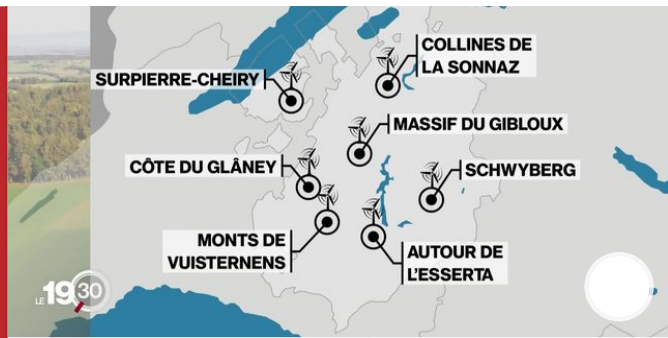 COLLINES DE
LA SONNAZ
SURPIERRE-CHEIRY
MASSIF DU GIBLOUX
CÔTE DU GLÂNEY
SCHWYBERG
MONTS DE
VUISTERNENS
AUTOUR DE
L'ESSERTA
LE 19 30